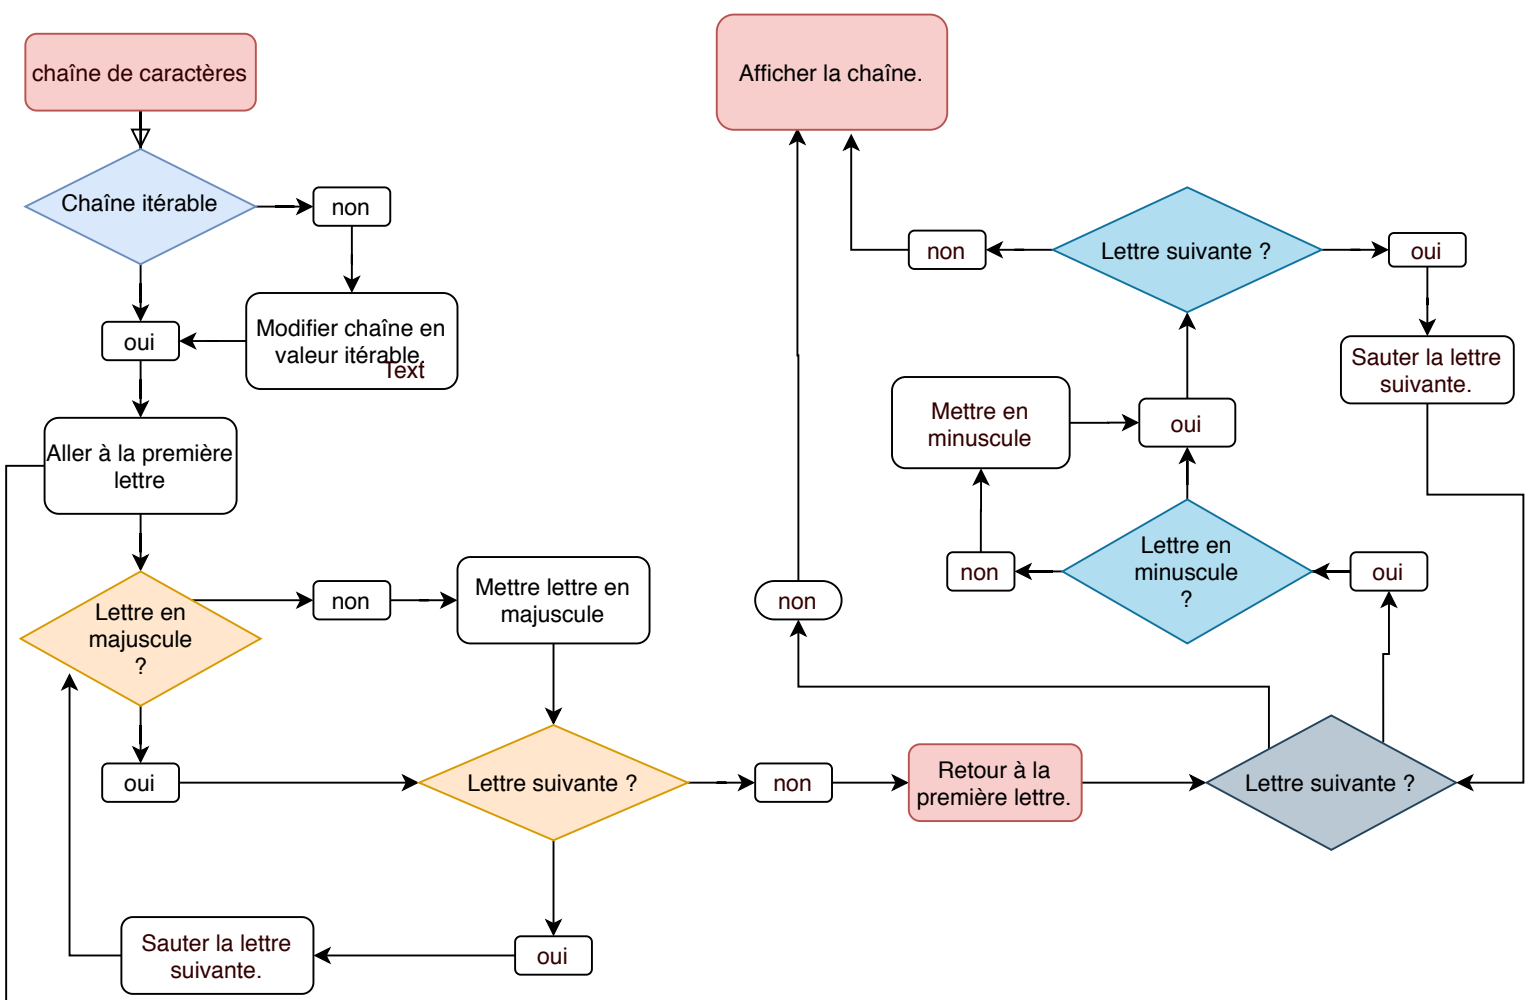 chaîne de caractères
Chaîne itérable
non
oui
Modifier chaîne en
valeur itérable.
Text
Aller à la première
lettre
Lettre en
majuscule
?
non
Mettre lettre en
majuscule
oui
Lettre suivante ?
oui
Sauter la lettre
suivante.
non
Retour à la
première lettre.
Lettre suivante ?
non
oui
Lettre en
minuscule
?
non
Mettre en
minuscule
oui
Lettre suivante ?
oui
Sauter la lettre
suivante.
non
Afficher la chaîne.